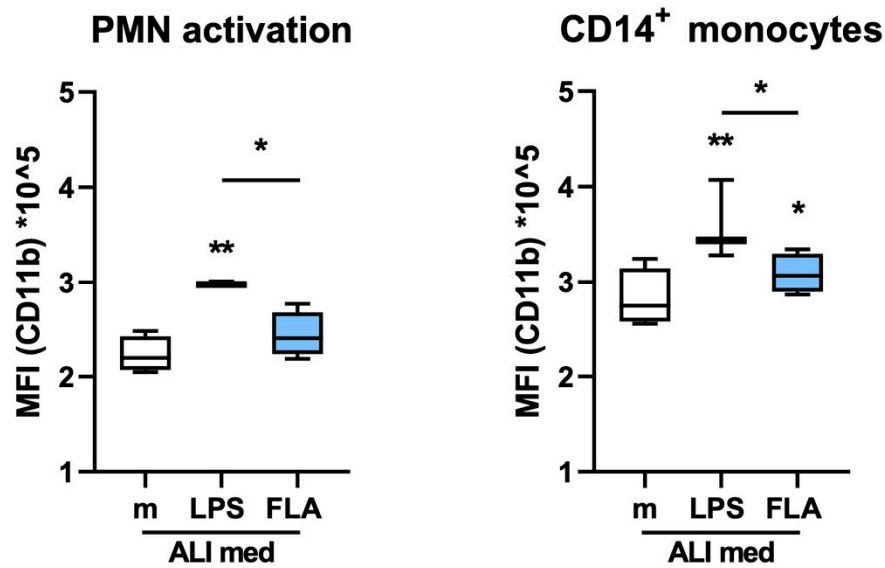 PMN activation
MFI (CD11b) *10^5
5
4
3
2
1
*
**
m LPS FLA
ALI med
CD14⁺ monocytes
MFI (CD11b) *10^5
5
4
3
2
1
*
**
*
m LPS FLA
ALI med